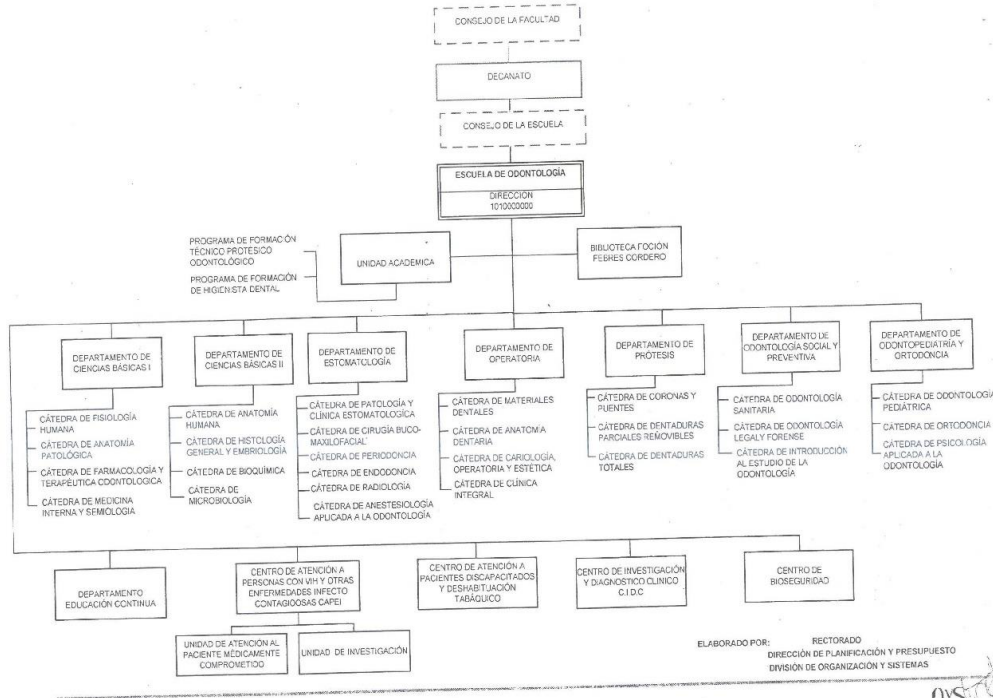 CONSEJO DE LA FACULTAD
DECANATO
CONSEJO DE LA ESCUELA
ESCUELA DE ODONTOLOGÍA
DIRECCION
1010000000
PROGRAMA DE FORMACIÓN
TÉCNICO PROTESICO
ODONTOLÓGICO
PROGRAMA DE FORMACIÓN
DE HIGIENISTA DENTAL
UNIDAD ACADEMICA
BIBLIOTECA FOCIÓN
FEBRES CORDERO
DEPARTAMENTO DE
CIENCIAS BÁSICAS I
CÁTEDRA DE FISIOLOGÍA
HUMANA
CÁTEDRA DE ANATOMÍA
PATOLÓGICA
CÁTEDRA DE FARMACOLOGÍA Y
TERAPÉUTICA ODONTOLOGICA
CÁTEDRA DE MEDICINA
INTERNA Y SEMIOLOGIA
DEPARTAMENTO DE
CIENCIAS BÁSICAS II
CÁTEDRA DE ANATOMÍA
HUMANA
CÁTEDRA DE HISTOLOGÍA
GENERAL Y EMBRIOLOGÍA
CÁTEDRA DE BIOQUÍMICA
CÁTEDRA DE
MICROBIOLOGÍA
DEPARTAMENTO DE
ESTOMATOLOGÍA
CÁTEDRA DE PATOLOGÍA Y
CLÍNICA ESTOMATOLOGICA
CÁTEDRA DE CIRUGÍA BUCO-
MAXILOFACIAL
CÁTEDRA DE PERIODONCIA
CÁTEDRA DE ENDODONCIA
CÁTEDRA DE RADIOLOGÍA
CÁTEDRA DE ANESTESIOLOGÍA
APLICADA A LA ODONTOLOGÍA
DEPARTAMENTO DE
OPERATORIA
CÁTEDRA DE MATERIALES
DENTALES
CÁTEDRA DE ANATOMÍA
DENTARIA
CÁTEDRA DE CARIOLOGÍA,
OPERATORIA Y ESTÉTICA
CÁTEDRA DE CLÍNICA
INTEGRAL
DEPARTAMENTO DE
PRÓTESIS
CÁTEDRA DE CORONAS Y
PUENTES
CÁTEDRA DE DENTADURAS
PARCIALES REMOVIBLES
CÁTEDRA DE DENTADURAS
TOTALES
DEPARTAMENTO DE
ODONTOLOGÍA SOCIAL Y
PREVENTIVA
CÁTEDRA DE ODONTOLOGÍA
SANITARIA
CÁTEDRA DE ODONTOLOGÍA
LEGAL Y FORENSE
CÁTEDRA DE INTRODUCCIÓN
AL ESTUDIO DE LA
ODONTOLOGÍA
DEPARTAMENTO DE
ODONTOPEDIATRÍA Y
ORTODONCIA
CÁTEDRA DE ODONTOLOGÍA
PEDIÁTRICA
CÁTEDRA DE ORTODONCIA
CÁTEDRA DE PSICOLOGÍA
APLICADA A LA
ODONTOLOGÍA
DEPARTAMENTO
EDUCACIÓN CONTINUA
CENTRO DE ATENCIÓN A
PERSONAS CON VIH Y OTRAS
ENFERMEDADES INFECTO
CONTAGIOOSAS CAPEI
CENTRO DE ATENCIÓN A
PACIENTES DISCAPACITADOS
Y DESHABITUACIÓN
TABÁQUICO
CENTRO DE INVESTIGACIÓN
Y DIAGNOSTICO CLINICO
C.I.D.C
CENTRO DE
BIOSEGURIDAD
UNIDAD DE ATENCIÓN AL
PACIENTE MÉDICAMENTE
COMPROMETIDO
UNIDAD DE INVESTIGACIÓN
ELABORADO POR: RECTORADO
DIRECCIÓN DE PLANIFICACIÓN Y PRESUPUESTO
DIVISIÓN DE ORGANIZACIÓN Y SISTEMAS